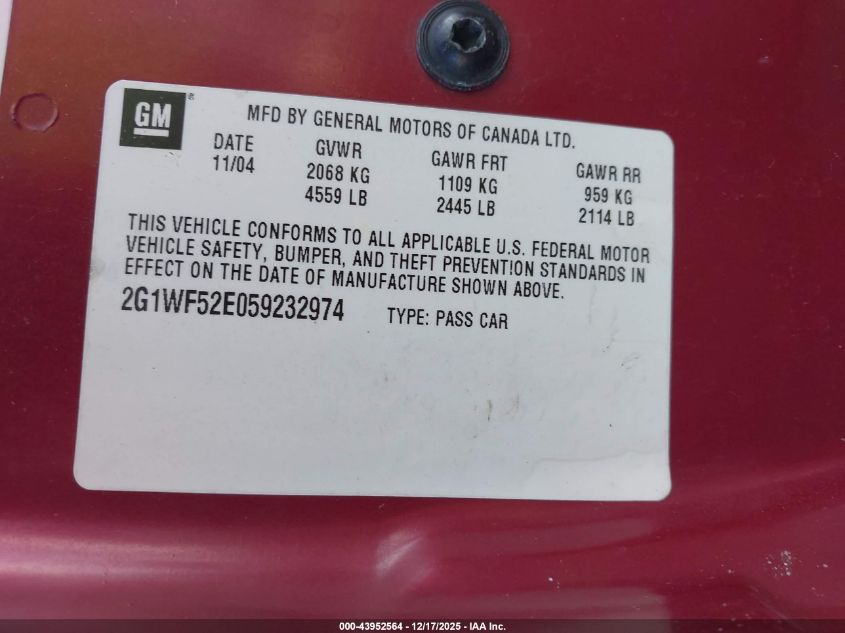 GM
MFD BY GENERAL MOTORS OF CANADA LTD.
DATE GVWR GAWR FRT GAWR RR
11/04 2068 KG 1109 KG 959 KG
4559 LB 2445 LB 2114 LB
THIS VEHICLE CONFORMS TO ALL APPLICABLE U.S. FEDERAL MOTOR
VEHICLE SAFETY, BUMPER, AND THEFT PREVENTION STANDARDS IN
EFFECT ON THE DATE OF MANUFACTURE SHOWN ABOVE.
2G1WF52E059232974 TYPE: PASS CAR
000-43952564 - 12/17/2025 - IAA Inc.